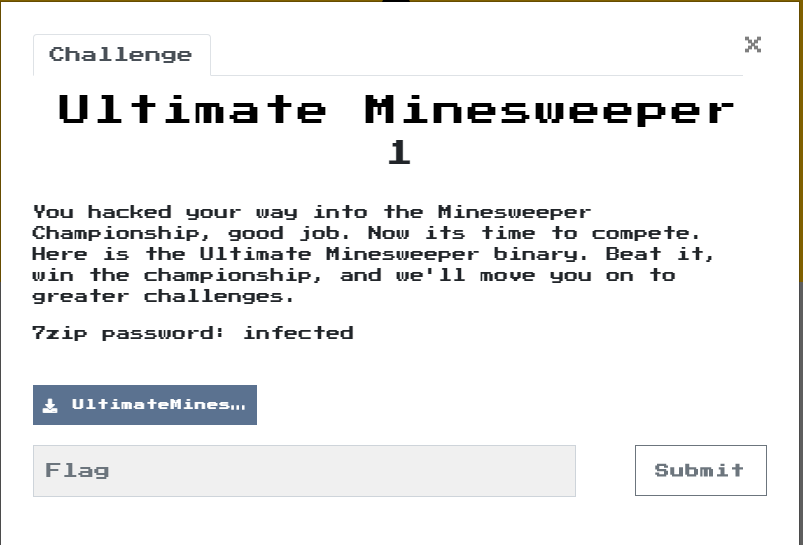 Challenge
x
Ultimate Minesweeper
1
You hacked your way into the Minesweeper
Championship, good job. Now its time to compete.
Here is the Ultimate Minesweeper binary. Beat it,
win the championship, and we'll move you on to
greater challenges.
7zip password: infected
UltimateMines…
Flag
Submit